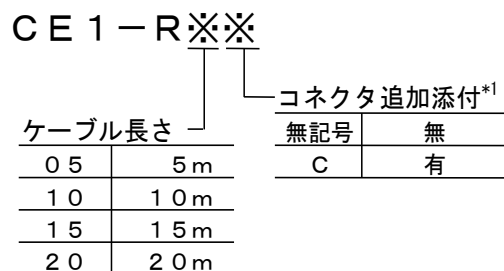 ＣＥ１－Ｒ※※
コネクタ追加添付*1
無記号 無
Ｃ 有
ケーブル長さ
０５ ５ｍ
１０ １０ｍ
１５ １５ｍ
２０ ２０ｍ